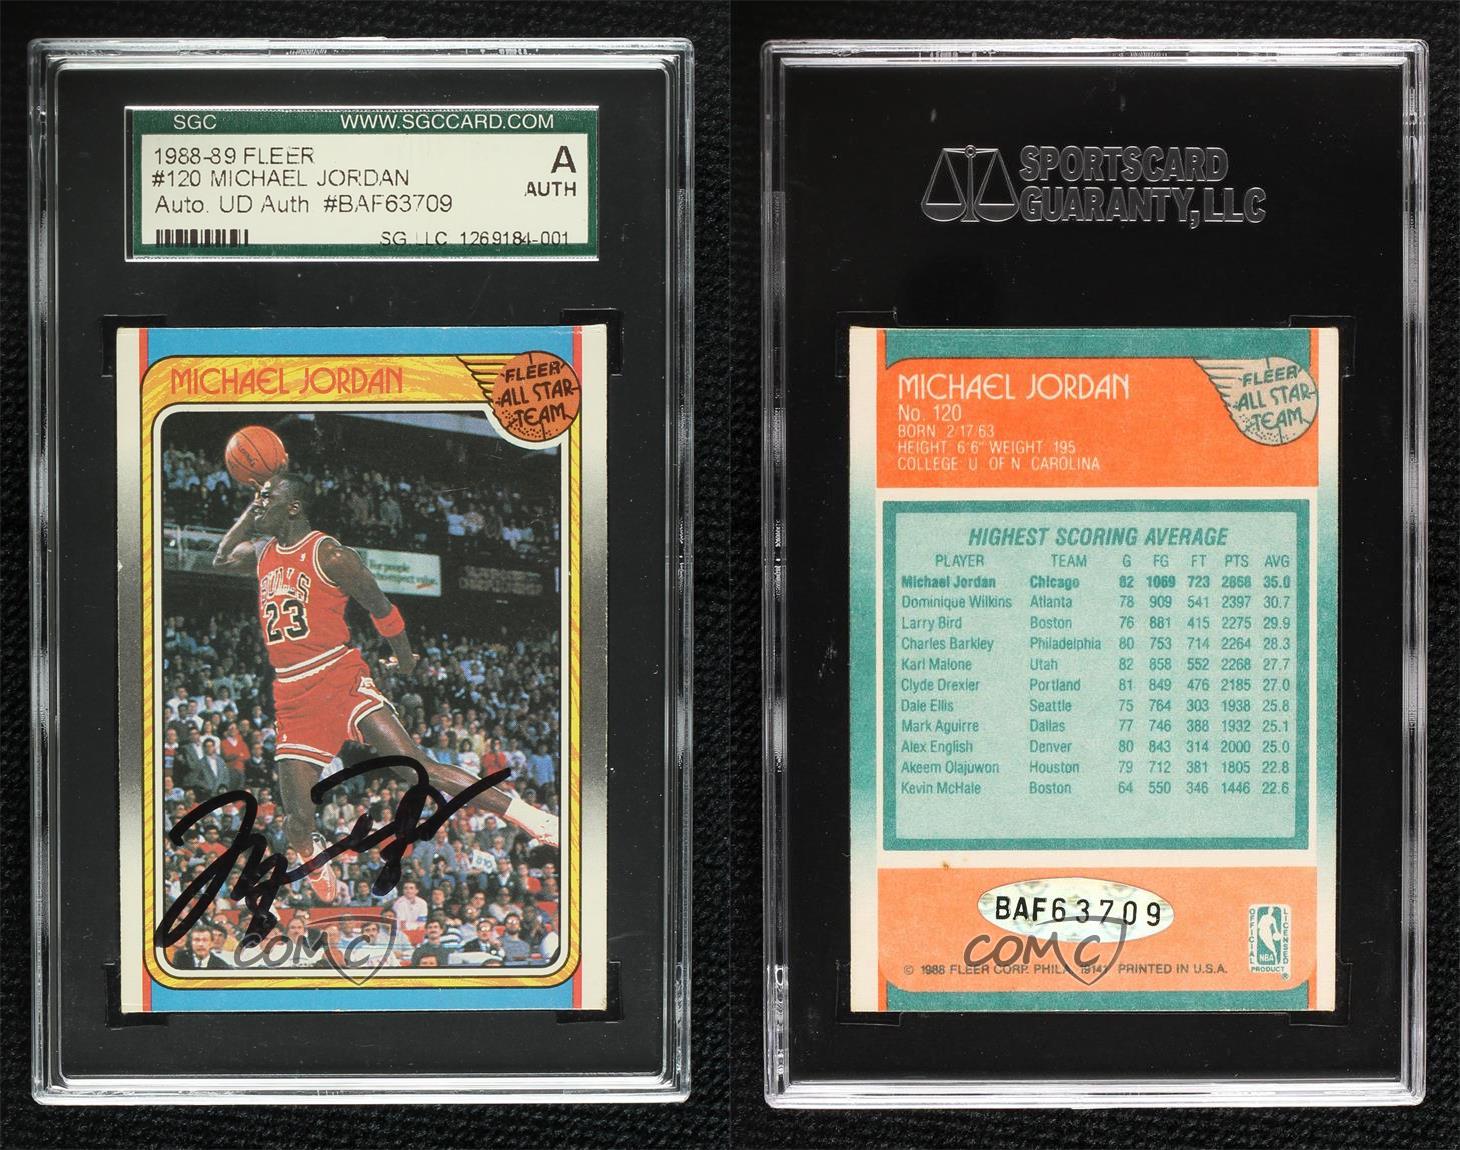 SGC WWW.SGCCARD.COM
1988-89 FLEER A
#120 MICHAEL JORDAN AUTH
Auto. UD Auth. #BAF63709
SG LLC 1269184-001
MICHAEL JORDAN
FLEER
ALL STAR
TEAM
BULLS
23
COMC
SPORTSCARD
GUARANTY, LLC
MICHAEL JORDAN
No. 120
BORN 2-17-63
HEIGHT 6'6" WEIGHT 195
COLLEGE U OF N CAROLINA
FLEER
ALL STAR
TEAM
HIGHEST SCORING AVERAGE
PLAYER TEAM G FG FT PTS AVG
Michael Jordan Chicago 82 1069 723 2868 35.0
Dominique Wilkins Atlanta 78 909 541 2397 30.7
Larry Bird Boston 76 881 415 2275 29.9
Charles Barkley Philadelphia 80 753 714 2264 28.3
Karl Malone Utah 82 858 552 2268 27.7
Clyde Drexler Portland 81 849 476 2185 27.0
Dale Ellis Seattle 75 764 303 1938 25.8
Mark Aguirre Dallas 77 746 388 1932 25.1
Alex English Denver 80 843 314 2000 25.0
Akeem Olajuwon Houston 79 712 381 1805 22.8
Kevin McHale Boston 64 550 346 1446 22.6
BAF63709
COMC
© 1988 FLEER CORP. PHILA. 19141 PRINTED IN U.S.A.
OFFICIAL LICENSED
NBA
PRODUCT